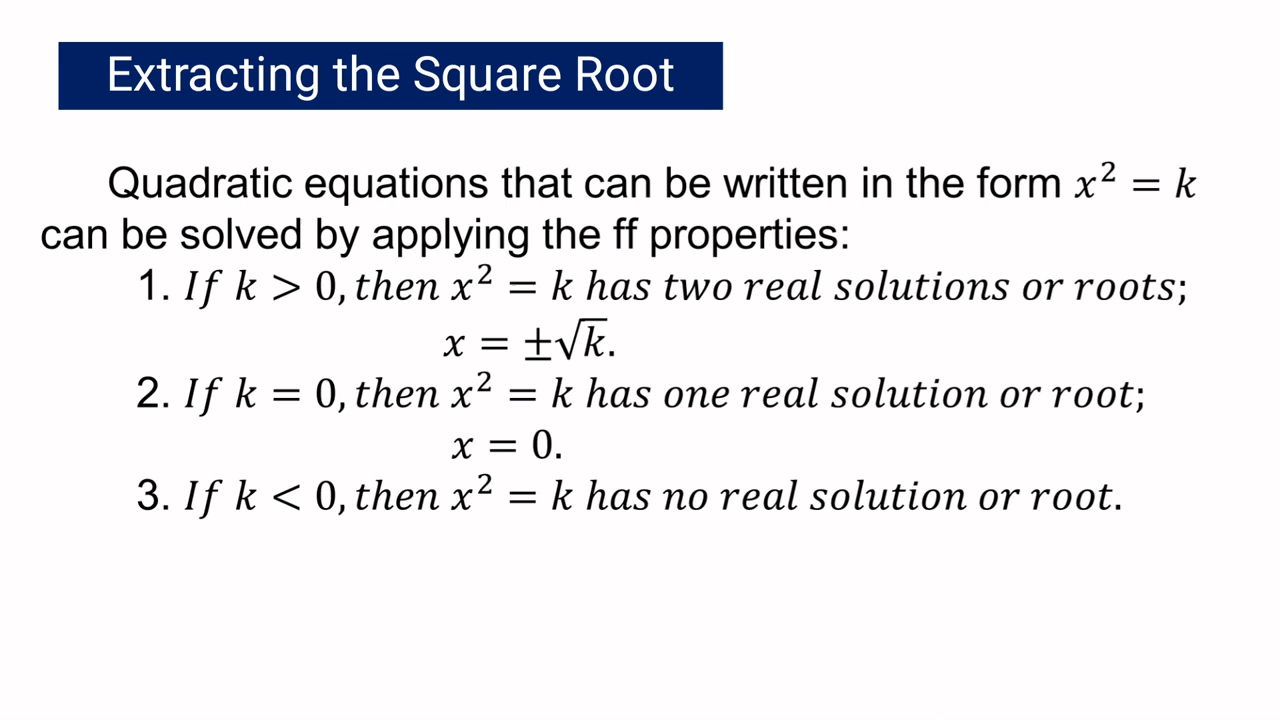 Extracting the Square Root
Quadratic equations that can be written in the form x² = k
can be solved by applying the ff properties:
1. If k > 0, then x² = k has two real solutions or roots;
x = ±√k.
2. If k = 0, then x² = k has one real solution or root;
x = 0.
3. If k < 0, then x² = k has no real solution or root.